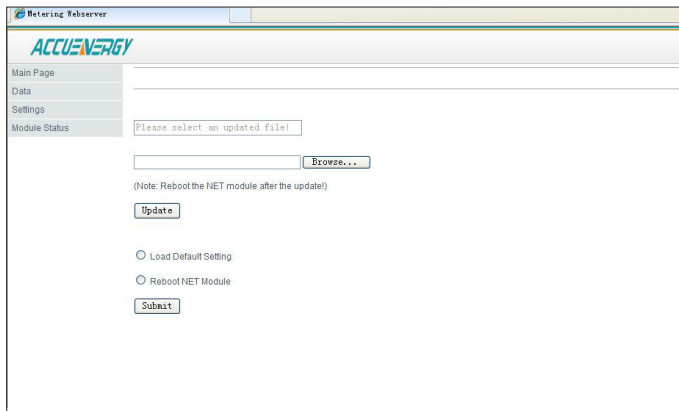 Metering Webserver
ACCUENERGY
Main Page
Data
Settings
Module Status
Please select an updated file!
Browse...
(Note: Reboot the NET module after the update!)
Update
Load Default Setting
Reboot NET Module
Submit